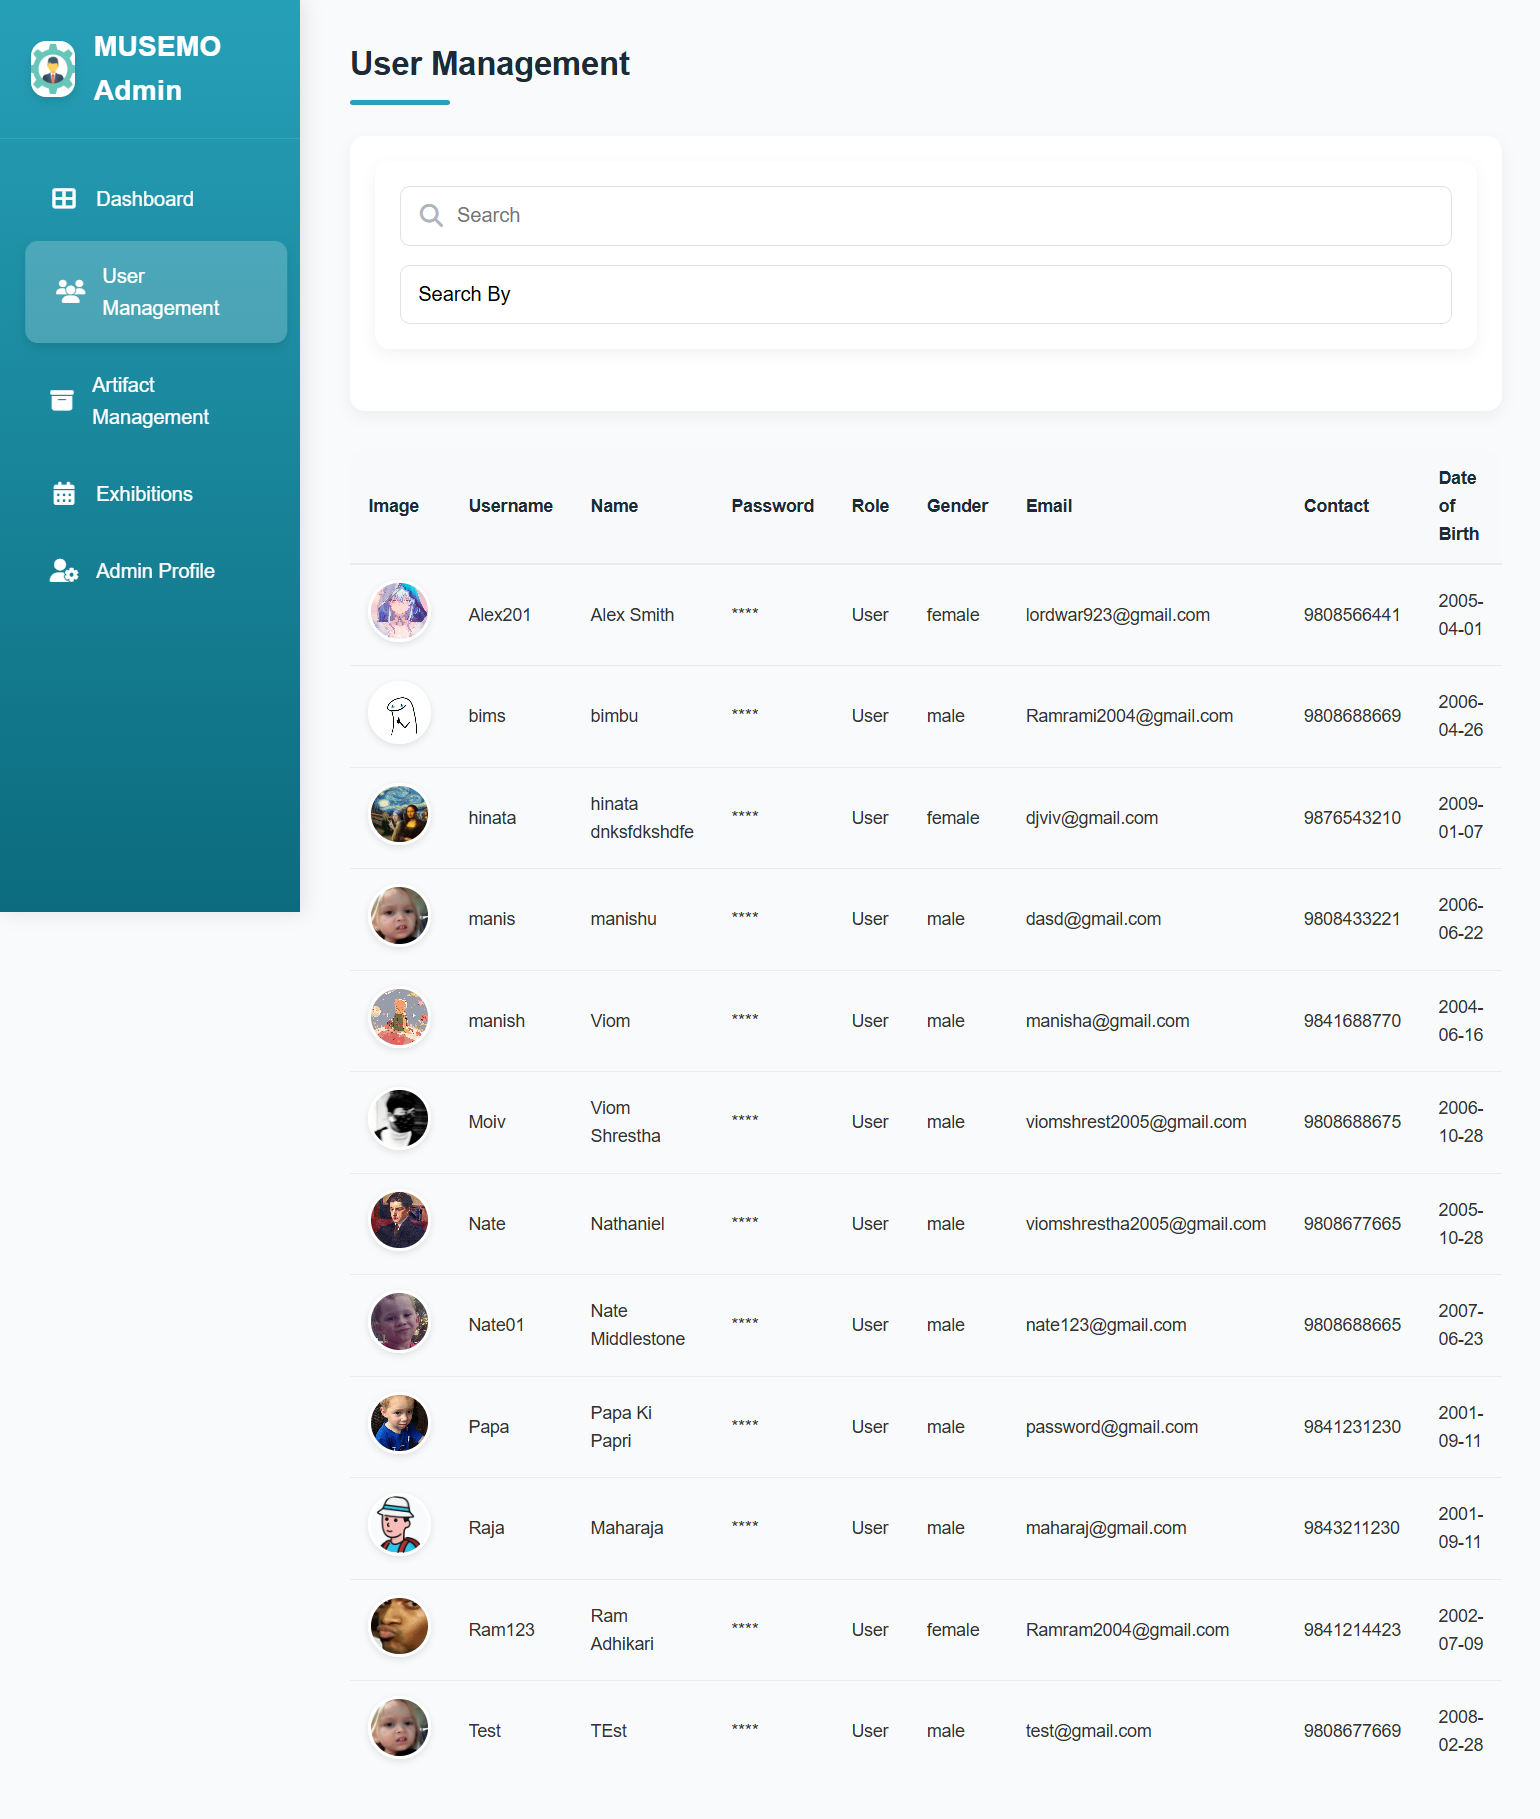 MUSEMO
Admin
Dashboard
User
Management
Artifact
Management
Exhibitions
Admin Profile
User Management
Search
Search By
Image Username Name Password Role Gender Email Contact Date of Birth
Alex201 Alex Smith **** User female lordwar923@gmail.com 9808566441 2005-04-01
bims bimbu **** User male Ramrami2004@gmail.com 9808688669 2006-04-26
hinata hinata dnksfdkshdfe **** User female djviv@gmail.com 9876543210 2009-01-07
manis manishu **** User male dasd@gmail.com 9808433221 2006-06-22
manish Viom **** User male manisha@gmail.com 9841688770 2004-06-16
Moiv Viom Shrestha **** User male viomshrest2005@gmail.com 9808688675 2006-10-28
Nate Nathaniel **** User male viomshrestha2005@gmail.com 9808677665 2005-10-28
Nate01 Nate Middlestone **** User male nate123@gmail.com 9808688665 2007-06-23
Papa Papa Ki Papri **** User male password@gmail.com 9841231230 2001-09-11
Raja Maharaja **** User male maharaj@gmail.com 9843211230 2001-09-11
Ram123 Ram Adhikari **** User female Ramram2004@gmail.com 9841214423 2002-07-09
Test TEst **** User male test@gmail.com 9808677669 2008-02-28